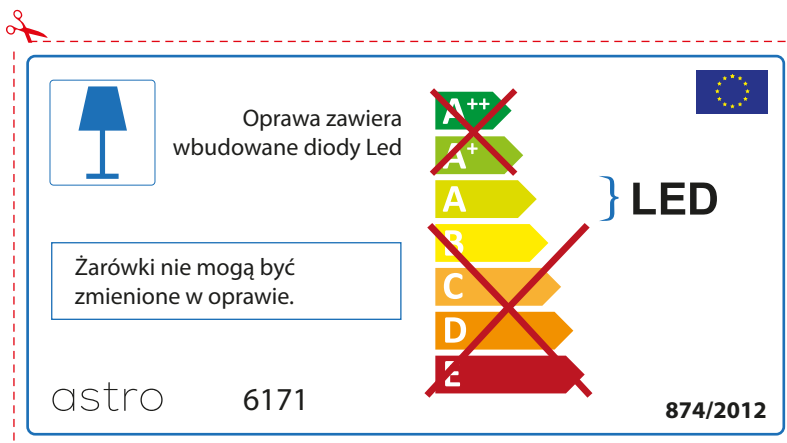 Oprawa zawiera
wbudowane diody Led
A++
A+
A
B
C
D
E
LED
Żarówki nie mogą być
zmienione w oprawie.
astro
6171
874/2012